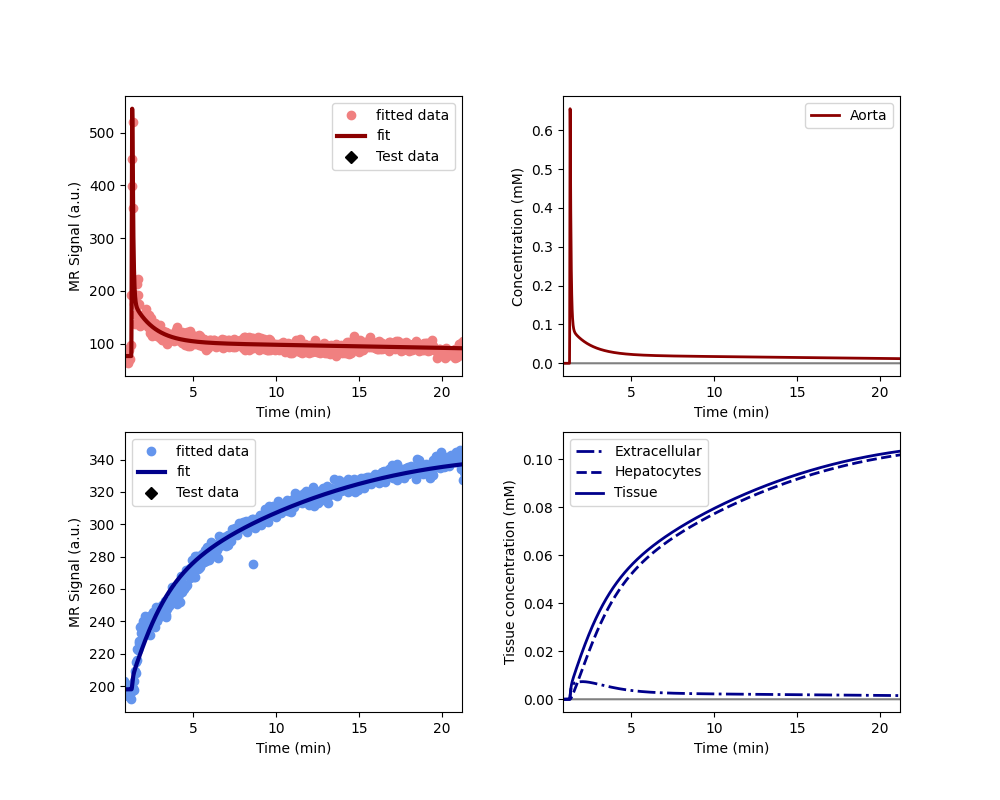 MR Signal (a.u.)
500
400
300
200
100
fitted data
fit
Test data
5
10
15
20
Time (min)
Concentration (mM)
0.6
0.5
0.4
0.3
0.2
0.1
0.0
Aorta
5
10
15
20
Time (min)
MR Signal (a.u.)
340
320
300
280
260
240
220
200
fitted data
fit
Test data
5
10
15
20
Time (min)
Tissue concentration (mM)
0.10
0.08
0.06
0.04
0.02
0.00
Extracellular
Hepatocytes
Tissue
5
10
15
20
Time (min)